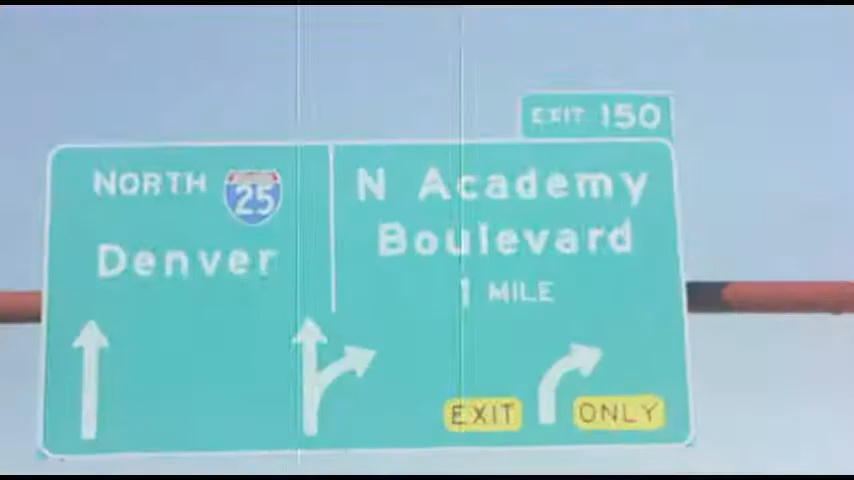 EXIT 150
NORTH 25
Denver
N Academy
Boulevard
1 MILE
EXIT ONLY